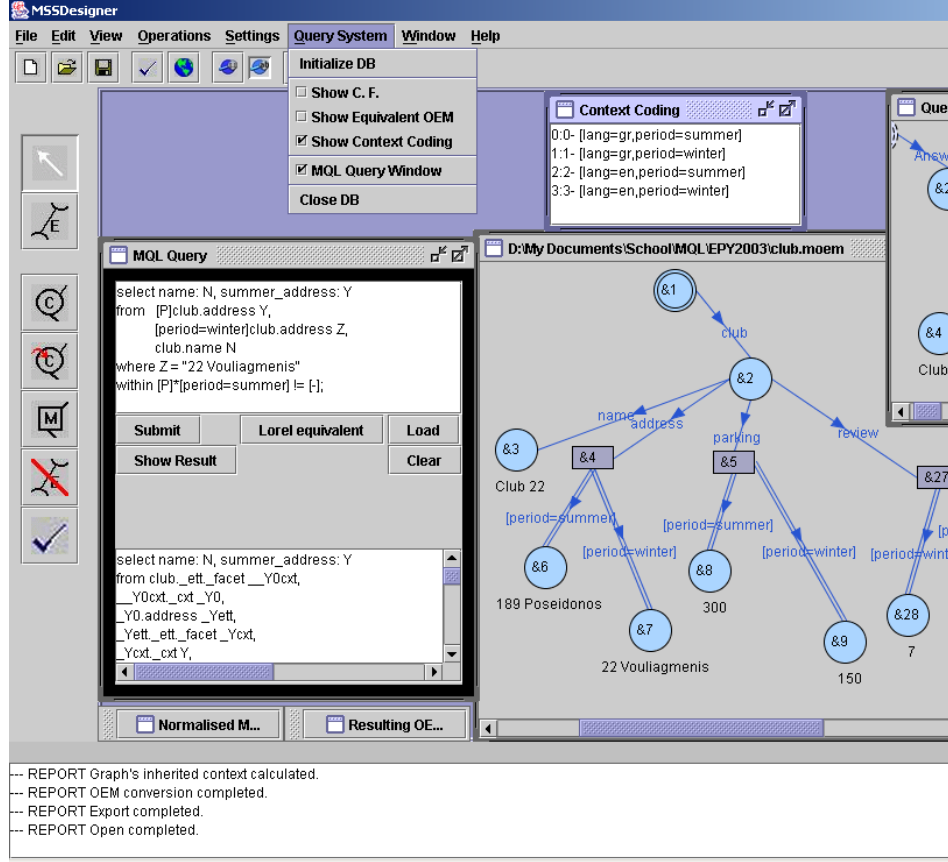 MSSDesigner
File Edit View Operations Settings Query System Window Help
Initialize DB
Show C. F.
Show Equivalent OEM
Show Context Coding
MQL Query Window
Close DB
Context Coding
0:0- [lang=gr,period=summer]
1:1- [lang=gr,period=winter]
2:2- [lang=en,period=summer]
3:3- [lang=en,period=winter]
Que
Answ
&2
&4
Club
E
C
C
M
E
MQL Query
select name: N, summer_address: Y
from [P]club.address Y,
[period=winter]club.address Z,
club.name N
where Z = "22 Vouliagmenis"
within [P]*[period=summer] != [-];
Submit Lorel equivalent Load
Show Result Clear
select name: N, summer_address: Y
from club._ett._facet __Y0cxt,
__Y0cxt._cxt _Y0,
_Y0.address _Yett,
_Yett._ett._facet _Ycxt,
_Ycxt._cxt Y,
Normalised M... Resulting OE...
D:\My Documents\School\MQL\EPY2003\club.moem
&1
club
&2
name address parking review
&3 &4 &5 &27
Club 22
[period=summer] [period=summer]
[period=winter] [period=winter] [period=wint
&6 &8
189 Poseidonos 300
&7 &9 &28
22 Vouliagmenis 150 7
--- REPORT Graph's inherited context calculated.
--- REPORT OEM conversion completed.
--- REPORT Export completed.
--- REPORT Open completed.